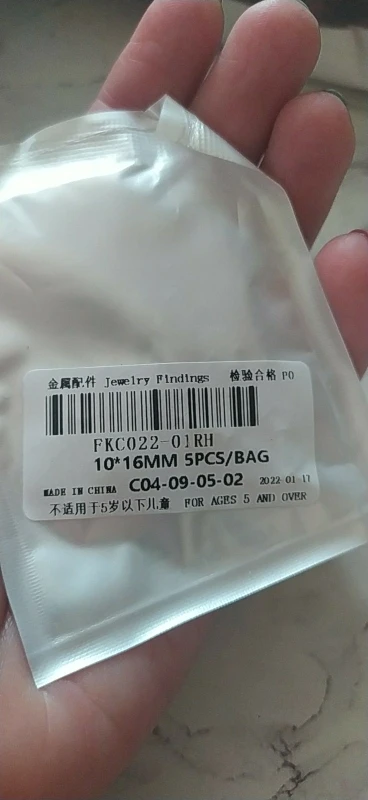 金属配件 Jewelry Findings 检验合格 PO
FKC022-01RH
10*16MM 5PCS/BAG
MADE IN CHINA C04-09-05-02 2022-01-17
不适用于5岁以下儿童 FOR AGES 5 AND OVER